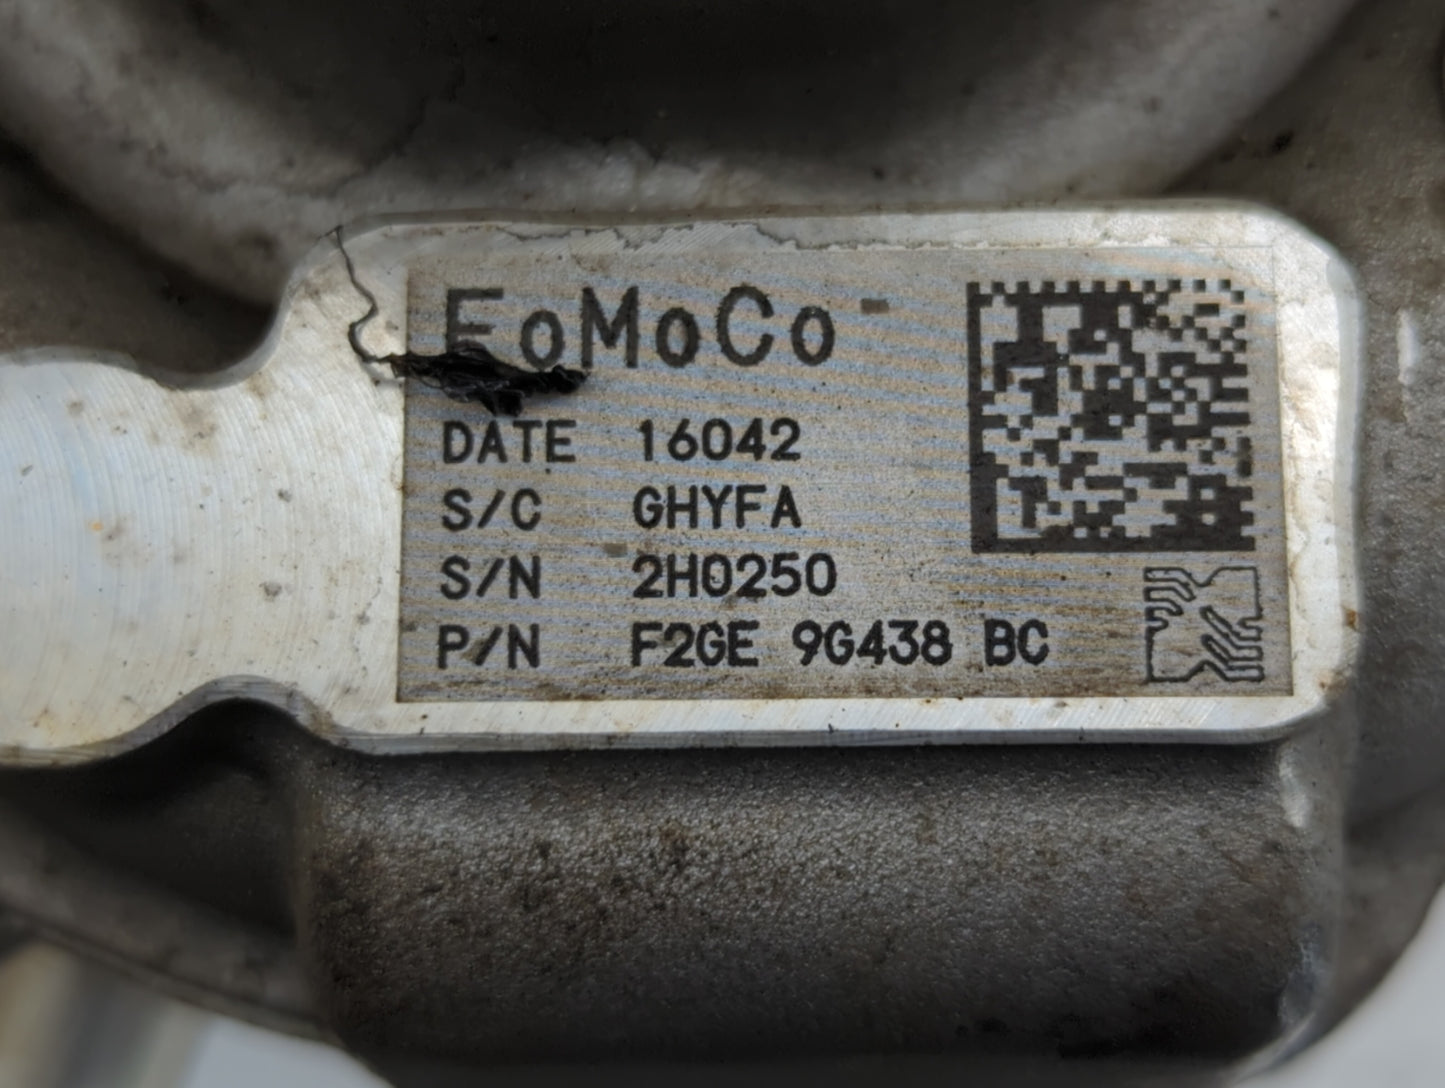 FoMoCo
DATE 16042
S/C GHYFA
S/N 2H0250
P/N F2GE 9G438 BC